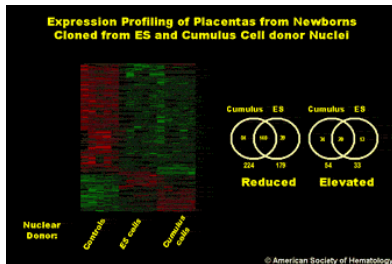 Expression Profiling of Placentas from Newborns
Cloned from ES and Cumulus Cell donor Nuclei
Cumulus ES Cumulus ES
224 179 54 33
Reduced Elevated
Nuclear
Donor:
Controls
ES cells
Cumulus
cells
© American Society of Hematology